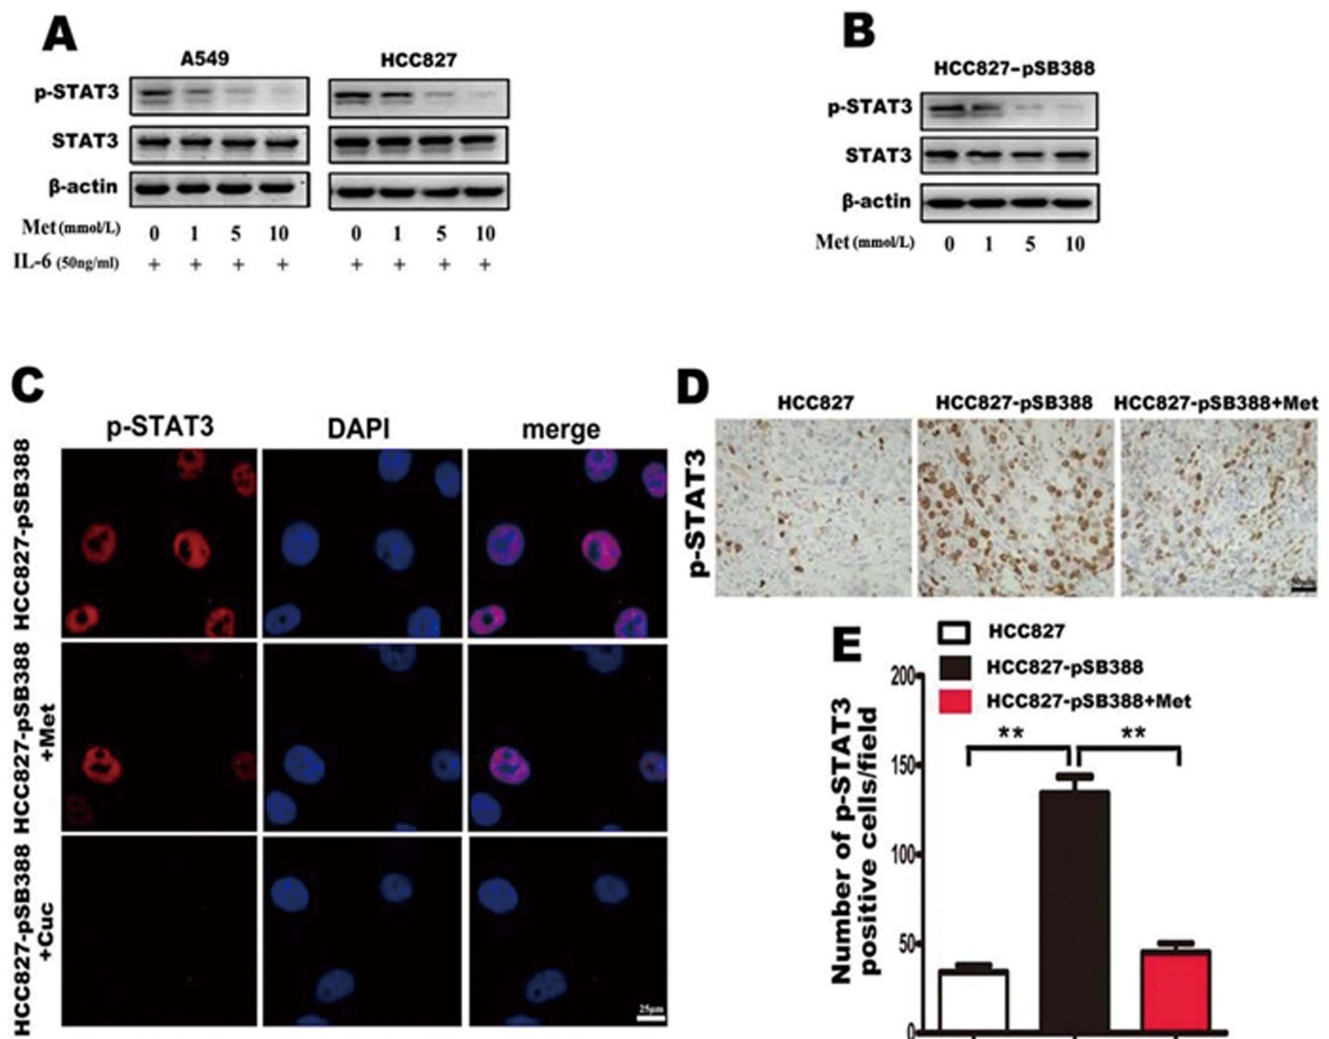 A
A549
HCC827
p-STAT3
STAT3
β-actin
Met (mmol/L)
0 1 5 10
0 1 5 10
IL-6 (50ng/ml)
+ + + +
+ + + +
B
HCC827-pSB388
p-STAT3
STAT3
β-actin
Met (mmol/L)
0 1 5 10
C
p-STAT3
DAPI
merge
HCC827-pSB388
HCC827-pSB388
+Met
HCC827-pSB388
+Cuc
25μm
D
HCC827
HCC827-pSB388
HCC827-pSB388+Met
p-STAT3
E
HCC827
HCC827-pSB388
HCC827-pSB388+Met
Number of p-STAT3
positive cells/field
200
150
100
50
0
**
**